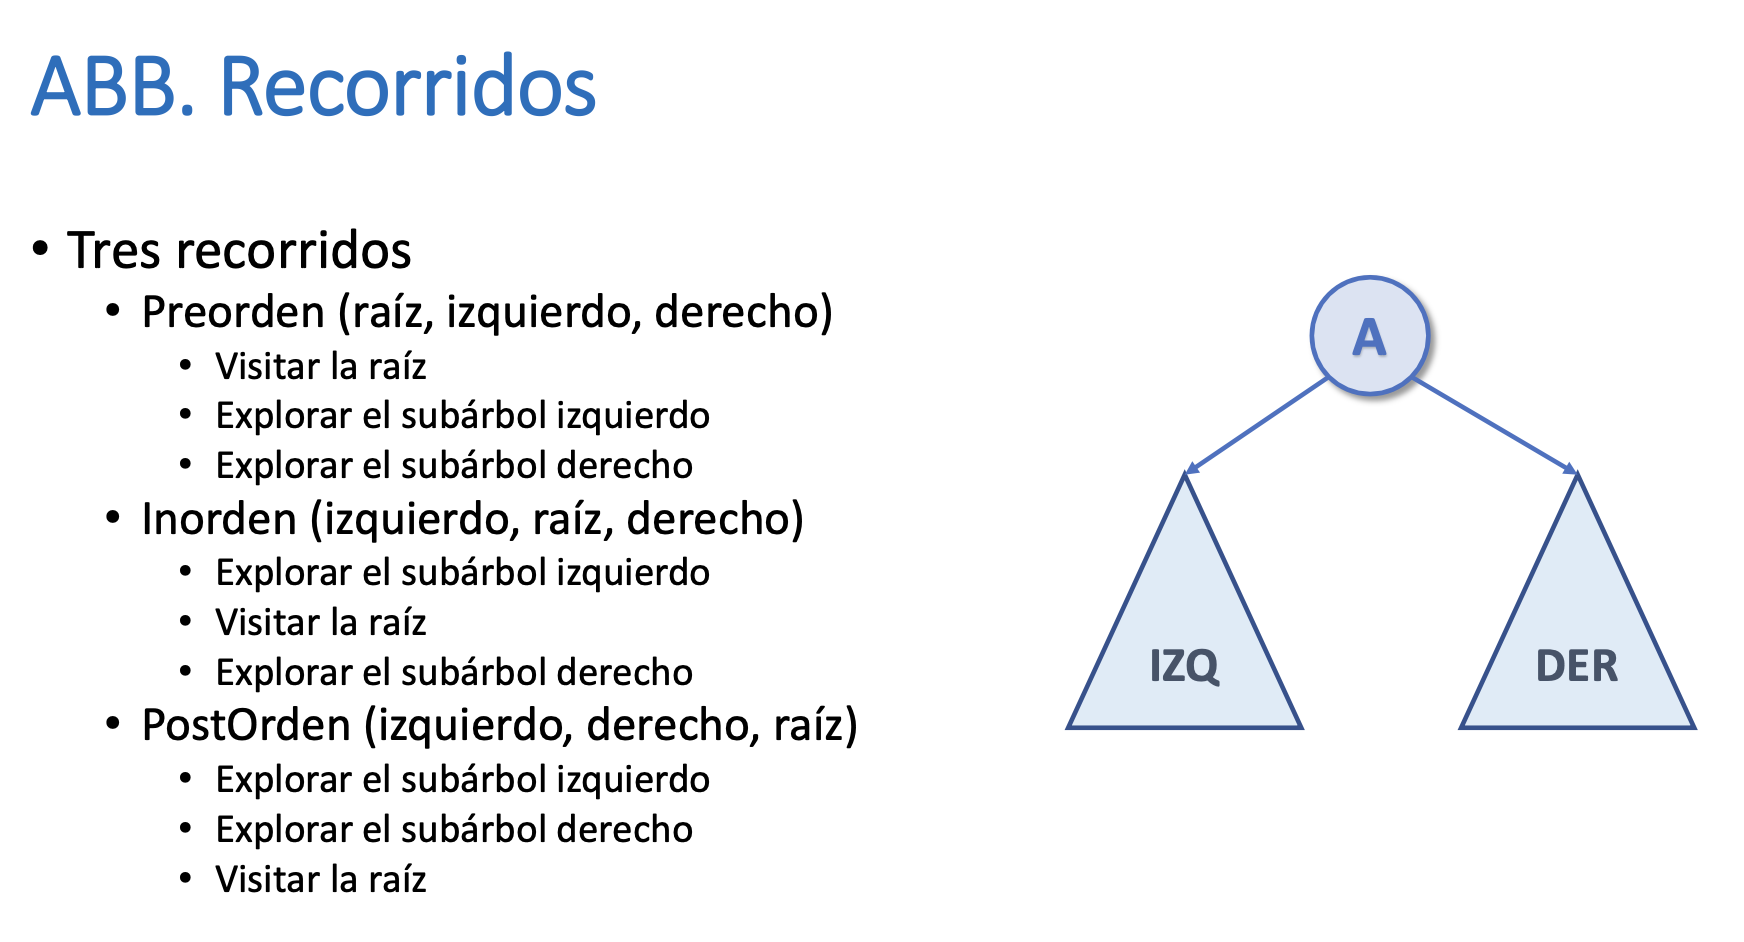 ABB. Recorridos
• Tres recorridos
• Preorden (raíz, izquierdo, derecho)
• Visitar la raíz
• Explorar el subárbol izquierdo
• Explorar el subárbol derecho
• Inorden (izquierdo, raíz, derecho)
• Explorar el subárbol izquierdo
• Visitar la raíz
• Explorar el subárbol derecho
• PostOrden (izquierdo, derecho, raíz)
• Explorar el subárbol izquierdo
• Explorar el subárbol derecho
• Visitar la raíz
A
IZQ
DER